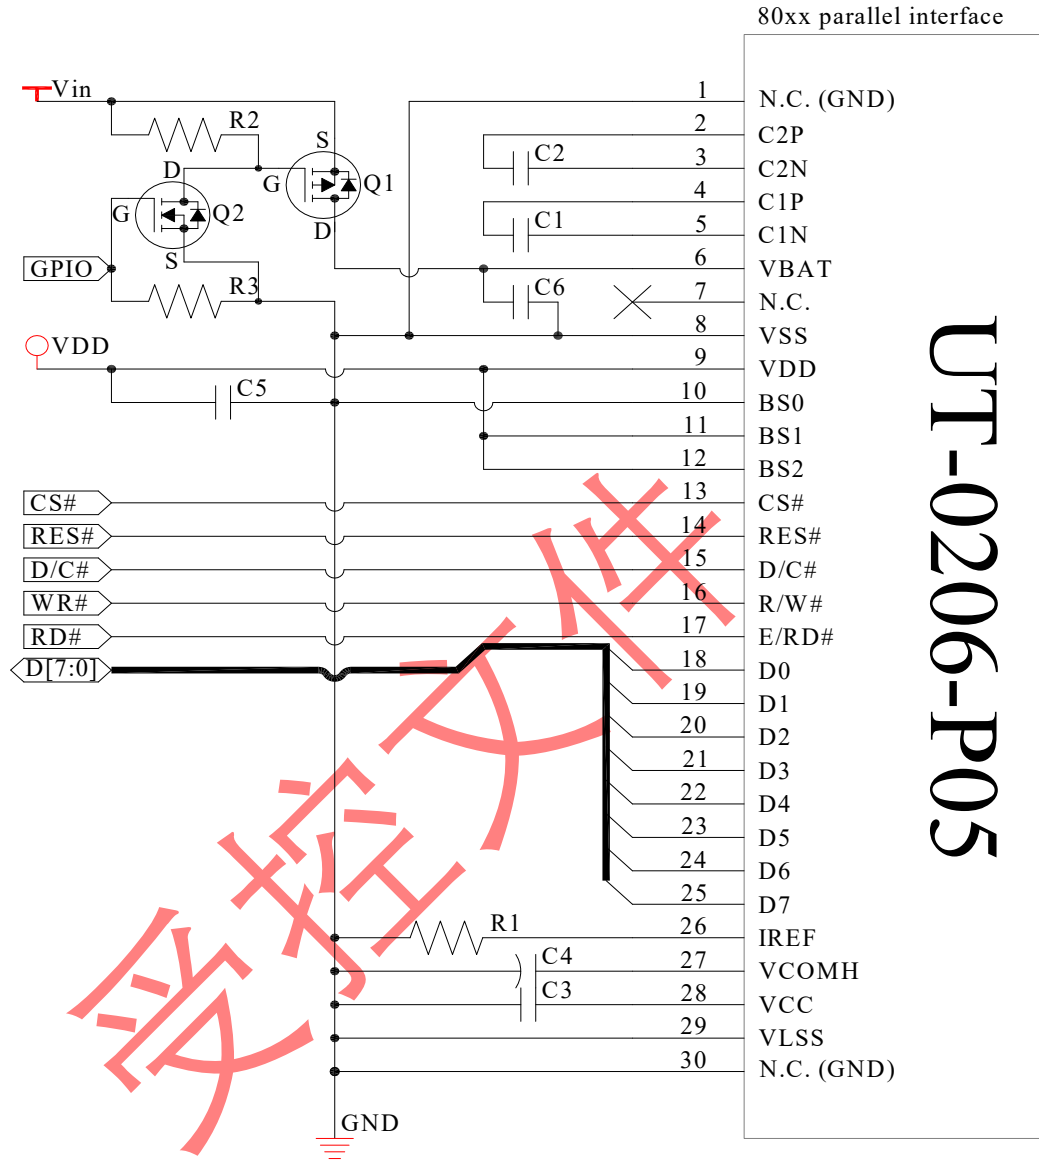 80xx parallel interface
Vin
R2
S
D
G
Q1
G
Q2
D
S
GPIO
R3
VDD
C5
C2
C1
C6
1 N.C. (GND)
2 C2P
3 C2N
4 C1P
5 C1N
6 VBAT
7 N.C.
8 VSS
9 VDD
10 BS0
11 BS1
12 BS2
CS# 13 CS#
RES# 14 RES#
D/C# 15 D/C#
WR# 16 R/W#
RD# 17 E/RD#
D[7:0] 18 D0
19 D1
20 D2
21 D3
22 D4
23 D5
24 D6
25 D7
R1 26 IREF
C4 27 VCOMH
C3 28 VCC
29 VLSS
30 N.C. (GND)
GND
UT-0206-P05
受控文件